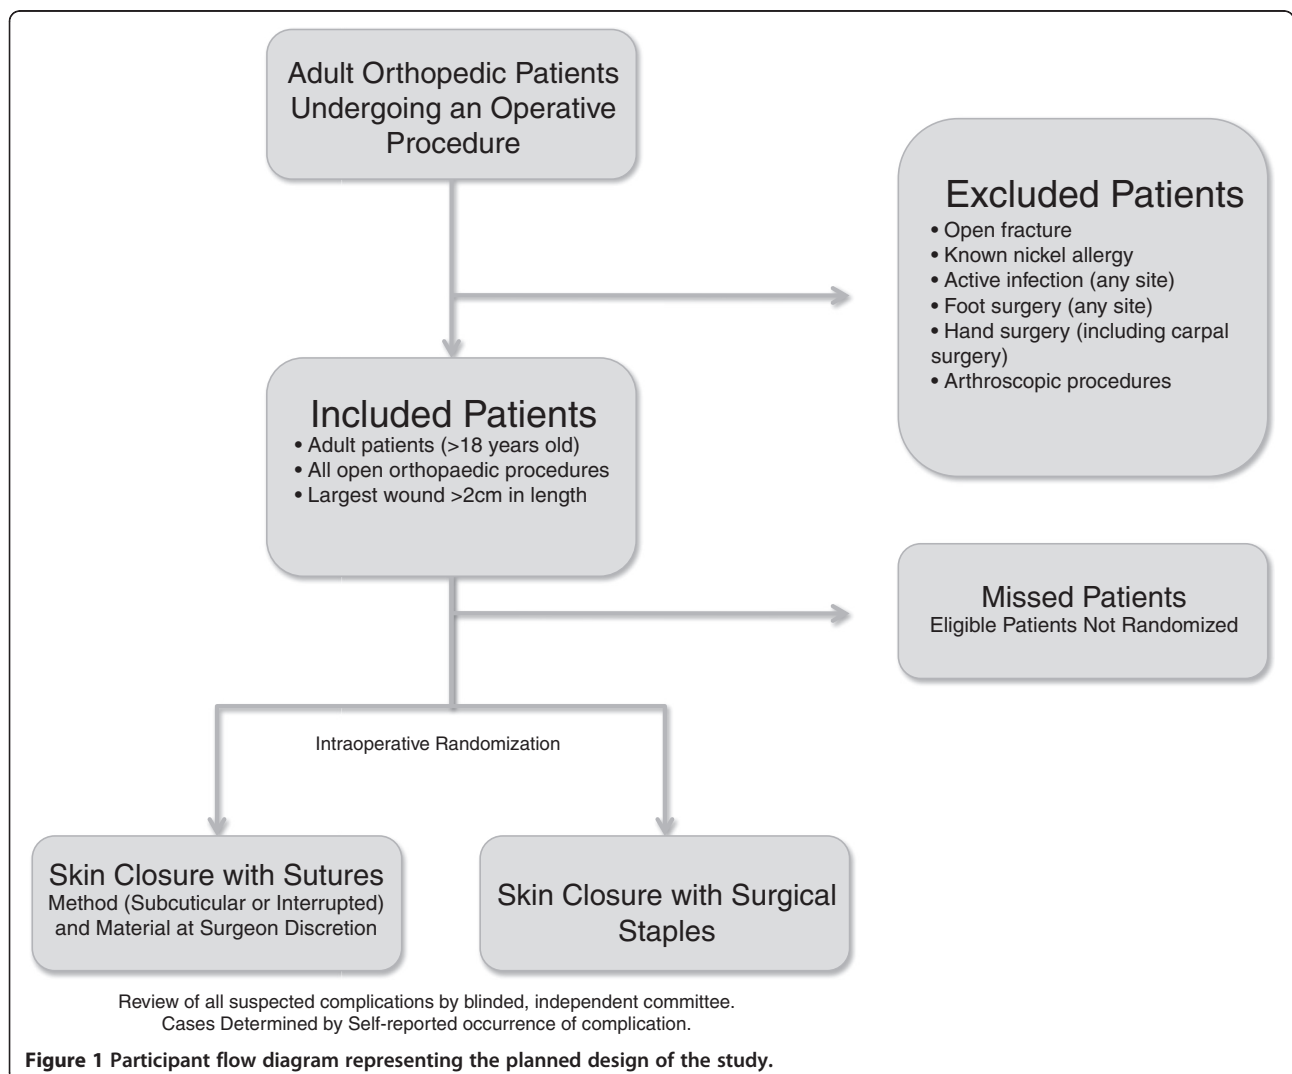 Adult Orthopedic Patients
Undergoing an Operative
Procedure
Excluded Patients
• Open fracture
• Known nickel allergy
• Active infection (any site)
• Foot surgery (any site)
• Hand surgery (including carpal
surgery)
• Arthroscopic procedures
Included Patients
• Adult patients (>18 years old)
• All open orthopaedic procedures
• Largest wound >2cm in length
Missed Patients
Eligible Patients Not Randomized
Intraoperative Randomization
Skin Closure with Sutures
Method (Subcuticular or Interrupted)
and Material at Surgeon Discretion
Skin Closure with Surgical
Staples
Review of all suspected complications by blinded, independent committee.
Cases Determined by Self-reported occurrence of complication.
Figure 1 Participant flow diagram representing the planned design of the study.